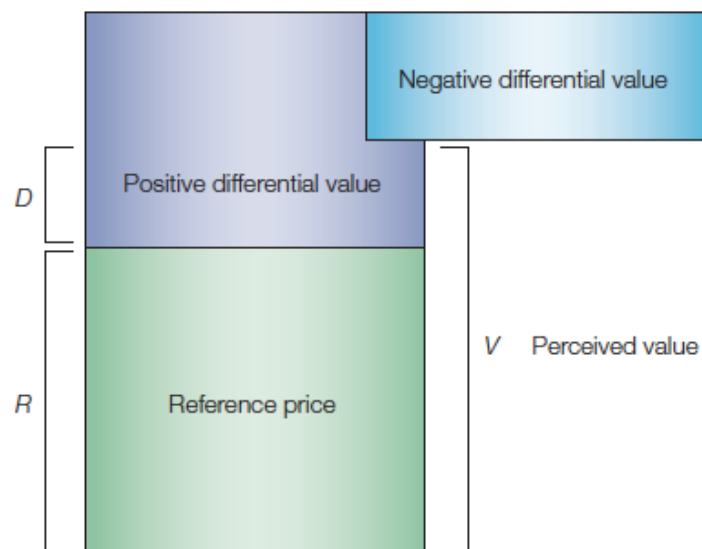 Negative differential value
Positive differential value
D
V Perceived value
R
Reference price